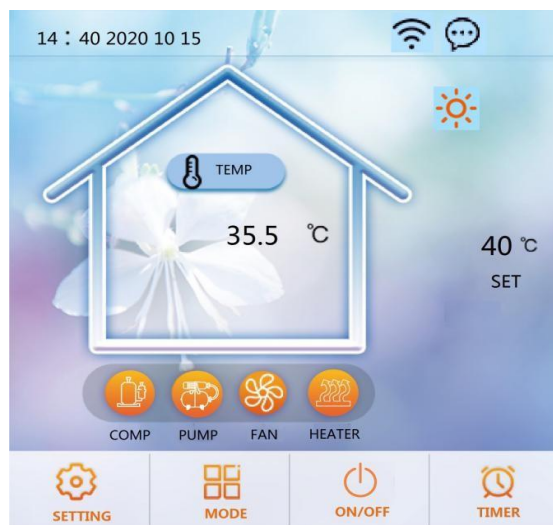 14 : 40 2020 10 15
TEMP
35.5 ℃
40 ℃
SET
COMP PUMP FAN HEATER
SETTING MODE ON/OFF TIMER